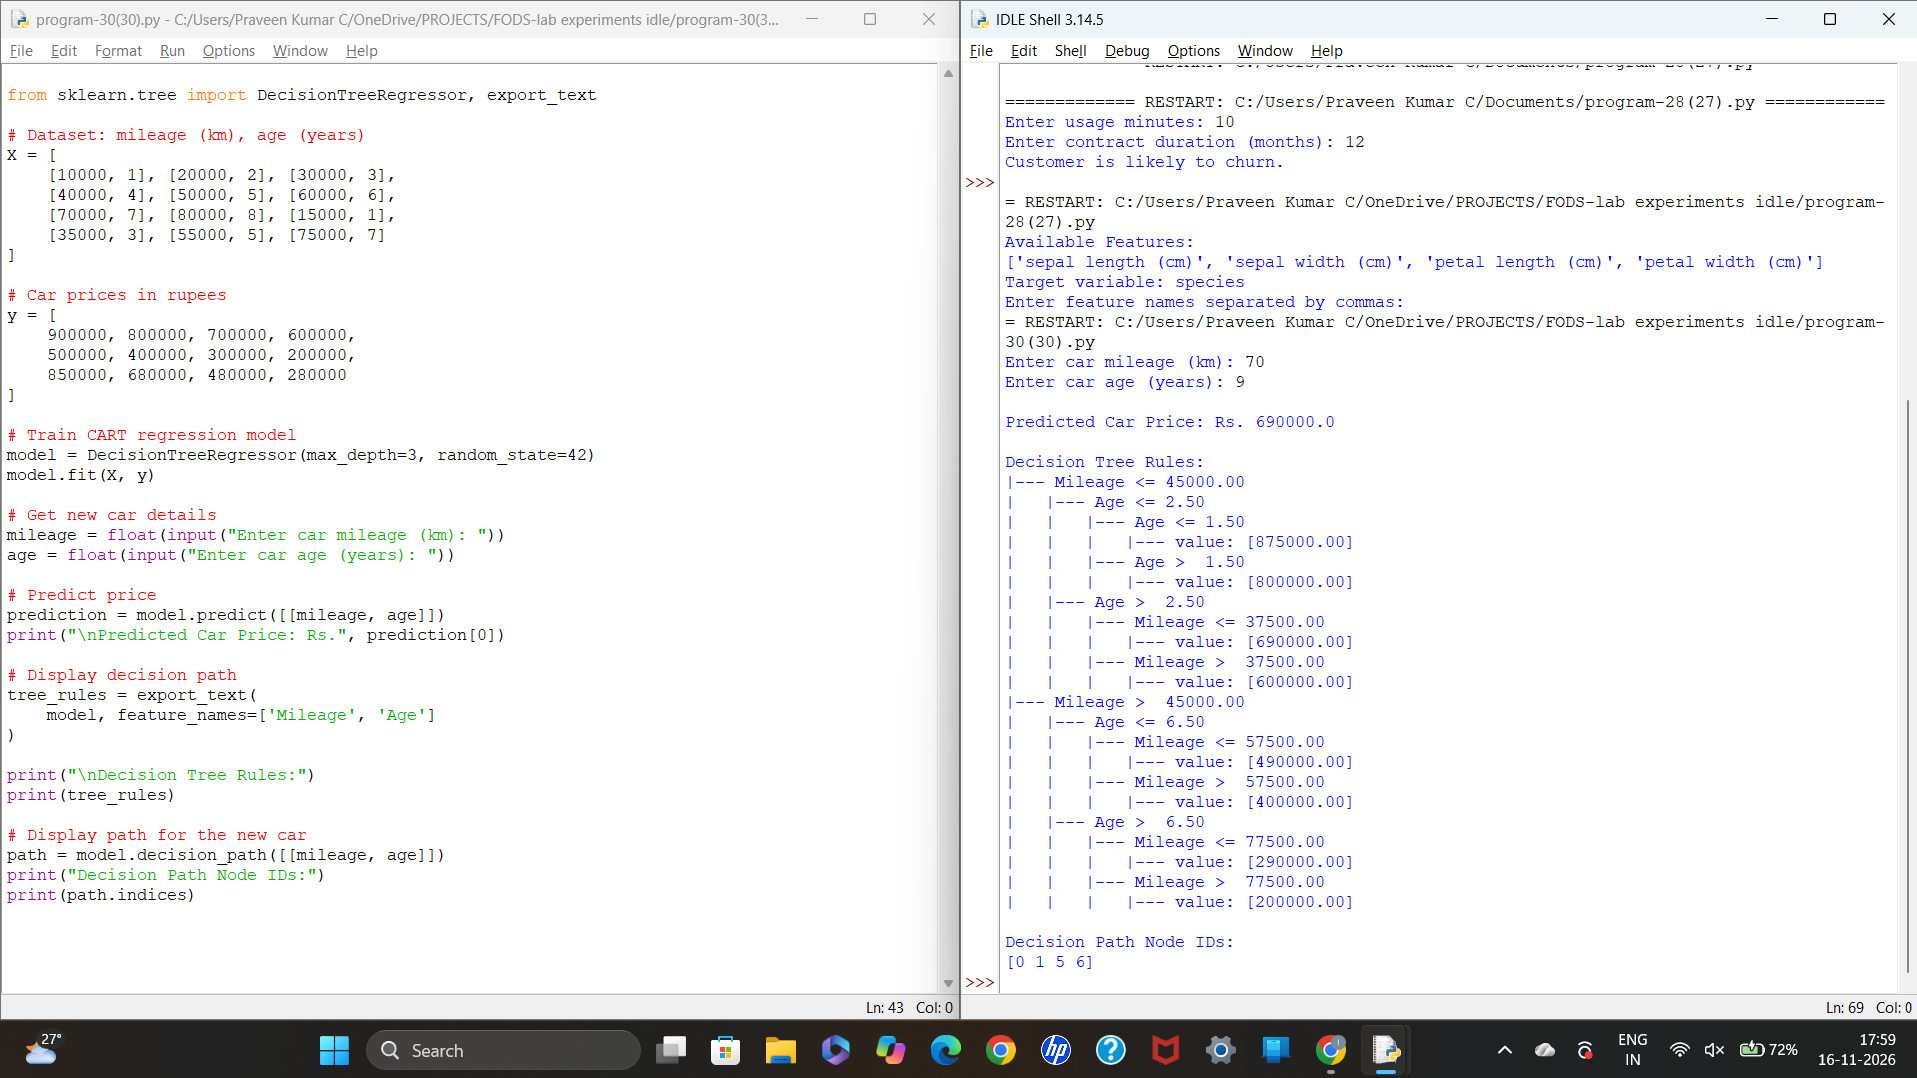 program-30(30).py - C:/Users/Praveen Kumar C/OneDrive/PROJECTS/FODS-lab experiments idle/program-30(3...
File Edit Format Run Options Window Help
from sklearn.tree import DecisionTreeRegressor, export_text
# Dataset: mileage (km), age (years)
X = [
    [10000, 1], [20000, 2], [30000, 3],
    [40000, 4], [50000, 5], [60000, 6],
    [70000, 7], [80000, 8], [15000, 1],
    [35000, 3], [55000, 5], [75000, 7]
]
# Car prices in rupees
y = [
    900000, 800000, 700000, 600000,
    500000, 400000, 300000, 200000,
    850000, 680000, 480000, 280000
]
# Train CART regression model
model = DecisionTreeRegressor(max_depth=3, random_state=42)
model.fit(X, y)
# Get new car details
mileage = float(input("Enter car mileage (km): "))
age = float(input("Enter car age (years): "))
# Predict price
prediction = model.predict([[mileage, age]])
print("\nPredicted Car Price: Rs.", prediction[0])
# Display decision path
tree_rules = export_text(
    model, feature_names=['Mileage', 'Age']
)
print("\nDecision Tree Rules:")
print(tree_rules)
# Display path for the new car
path = model.decision_path([[mileage, age]])
print("Decision Path Node IDs:")
print(path.indices)
Ln: 43 Col: 0
IDLE Shell 3.14.5
File Edit Shell Debug Options Window Help
============= RESTART: C:/Users/Praveen Kumar C/Documents/program-28(27).py ============
Enter usage minutes: 10
Enter contract duration (months): 12
Customer is likely to churn.
>>>
= RESTART: C:/Users/Praveen Kumar C/OneDrive/PROJECTS/FODS-lab experiments idle/program-
28(27).py
Available Features:
['sepal length (cm)', 'sepal width (cm)', 'petal length (cm)', 'petal width (cm)']
Target variable: species
Enter feature names separated by commas:
= RESTART: C:/Users/Praveen Kumar C/OneDrive/PROJECTS/FODS-lab experiments idle/program-
30(30).py
Enter car mileage (km): 70
Enter car age (years): 9
Predicted Car Price: Rs. 690000.0
Decision Tree Rules:
|--- Mileage <= 45000.00
|   |--- Age <= 2.50
|   |   |--- Age <= 1.50
|   |   |   |--- value: [875000.00]
|   |   |--- Age >  1.50
|   |   |   |--- value: [800000.00]
|   |--- Age >  2.50
|   |   |--- Mileage <= 37500.00
|   |   |   |--- value: [690000.00]
|   |   |--- Mileage >  37500.00
|   |   |   |--- value: [600000.00]
|--- Mileage >  45000.00
|   |--- Age <= 6.50
|   |   |--- Mileage <= 57500.00
|   |   |   |--- value: [490000.00]
|   |   |--- Mileage >  57500.00
|   |   |   |--- value: [400000.00]
|   |--- Age >  6.50
|   |   |--- Mileage <= 77500.00
|   |   |   |--- value: [290000.00]
|   |   |--- Mileage >  77500.00
|   |   |   |--- value: [200000.00]
Decision Path Node IDs:
[0 1 5 6]
>>>
Ln: 69 Col: 0
27°
Search
hp
ENG
IN
72%
17:59
16-11-2026